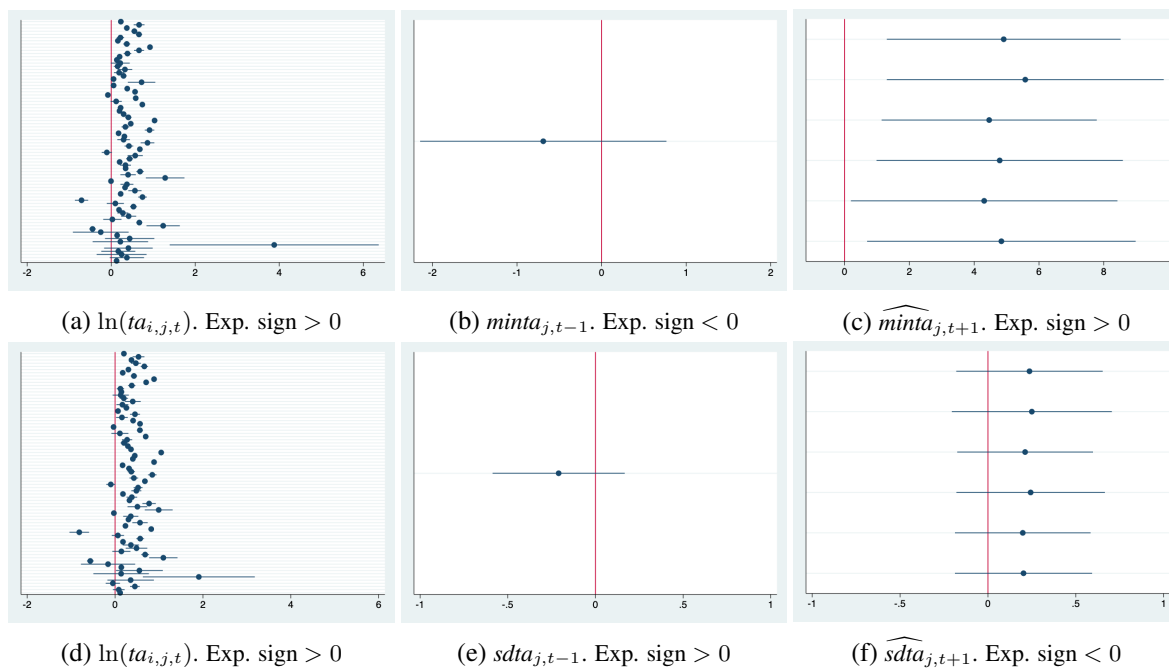 -2 0 2 4 6
-2 -1 0 1 2
0 2 4 6 8
(a) ln(ta_{i,j,t}). Exp. sign > 0
(b) minta_{j,t−1}. Exp. sign < 0
(c) \widehat{minta}_{j,t+1}. Exp. sign > 0
0 2 4 6
-1 -.5 0 .5 1
-1 -.5 0 .5 1
(d) ln(ta_{i,j,t}). Exp. sign > 0
(e) sdta_{j,t−1}. Exp. sign > 0
(f) \widehat{sdta}_{j,t+1}. Exp. sign < 0